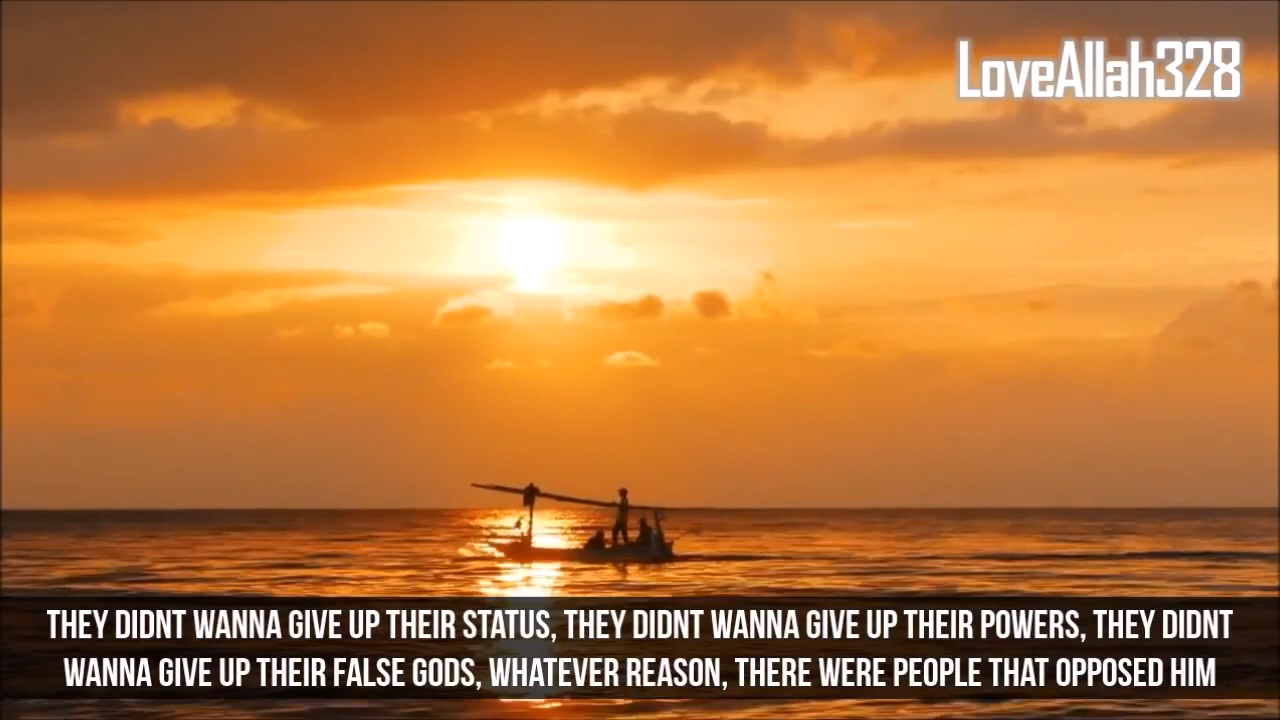 LoveAllah328
THEY DIDNT WANNA GIVE UP THEIR STATUS, THEY DIDNT WANNA GIVE UP THEIR POWERS, THEY DIDNT
WANNA GIVE UP THEIR FALSE GODS, WHATEVER REASON, THERE WERE PEOPLE THAT OPPOSED HIM